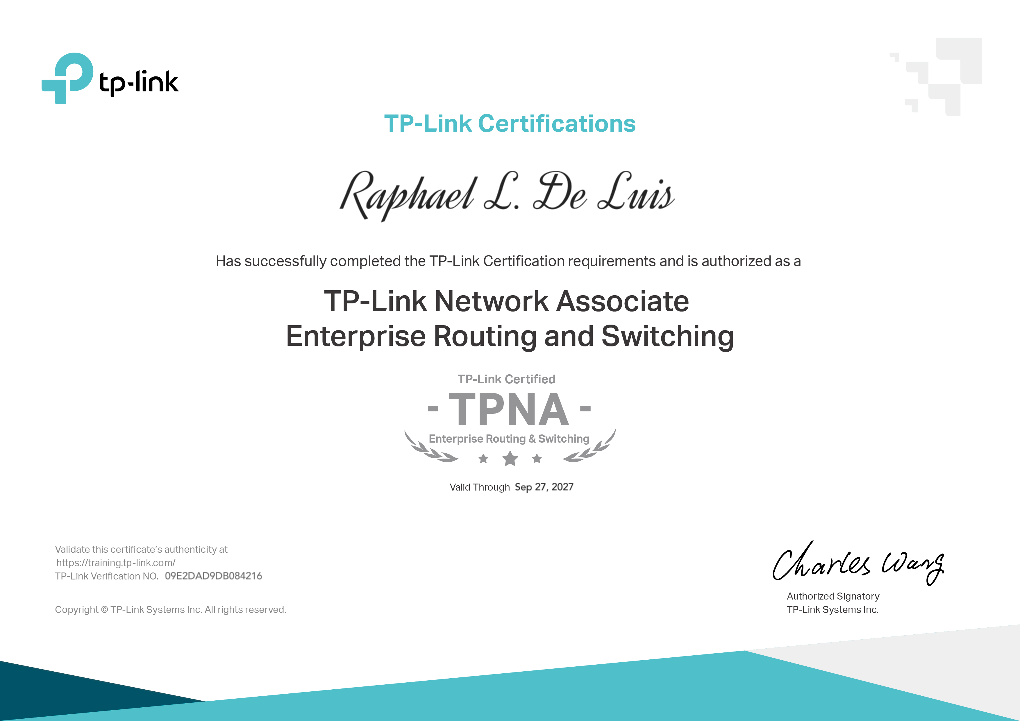 tp-link
TP-Link Certifications
Raphael L. De Luis
Has successfully completed the TP-Link Certification requirements and is authorized as a
TP-Link Network Associate
Enterprise Routing and Switching
TP-Link Certified
- TPNA -
Enterprise Routing & Switching
Valid Through Sep 27, 2027
Validate this certificate's authenticity at
https://training.tp-link.com/
TP-Link Verification NO. 09E2DAD9DB084216
Copyright © TP-Link Systems Inc. All rights reserved.
Charles Wang
Authorized Signatory
TP-Link Systems Inc.